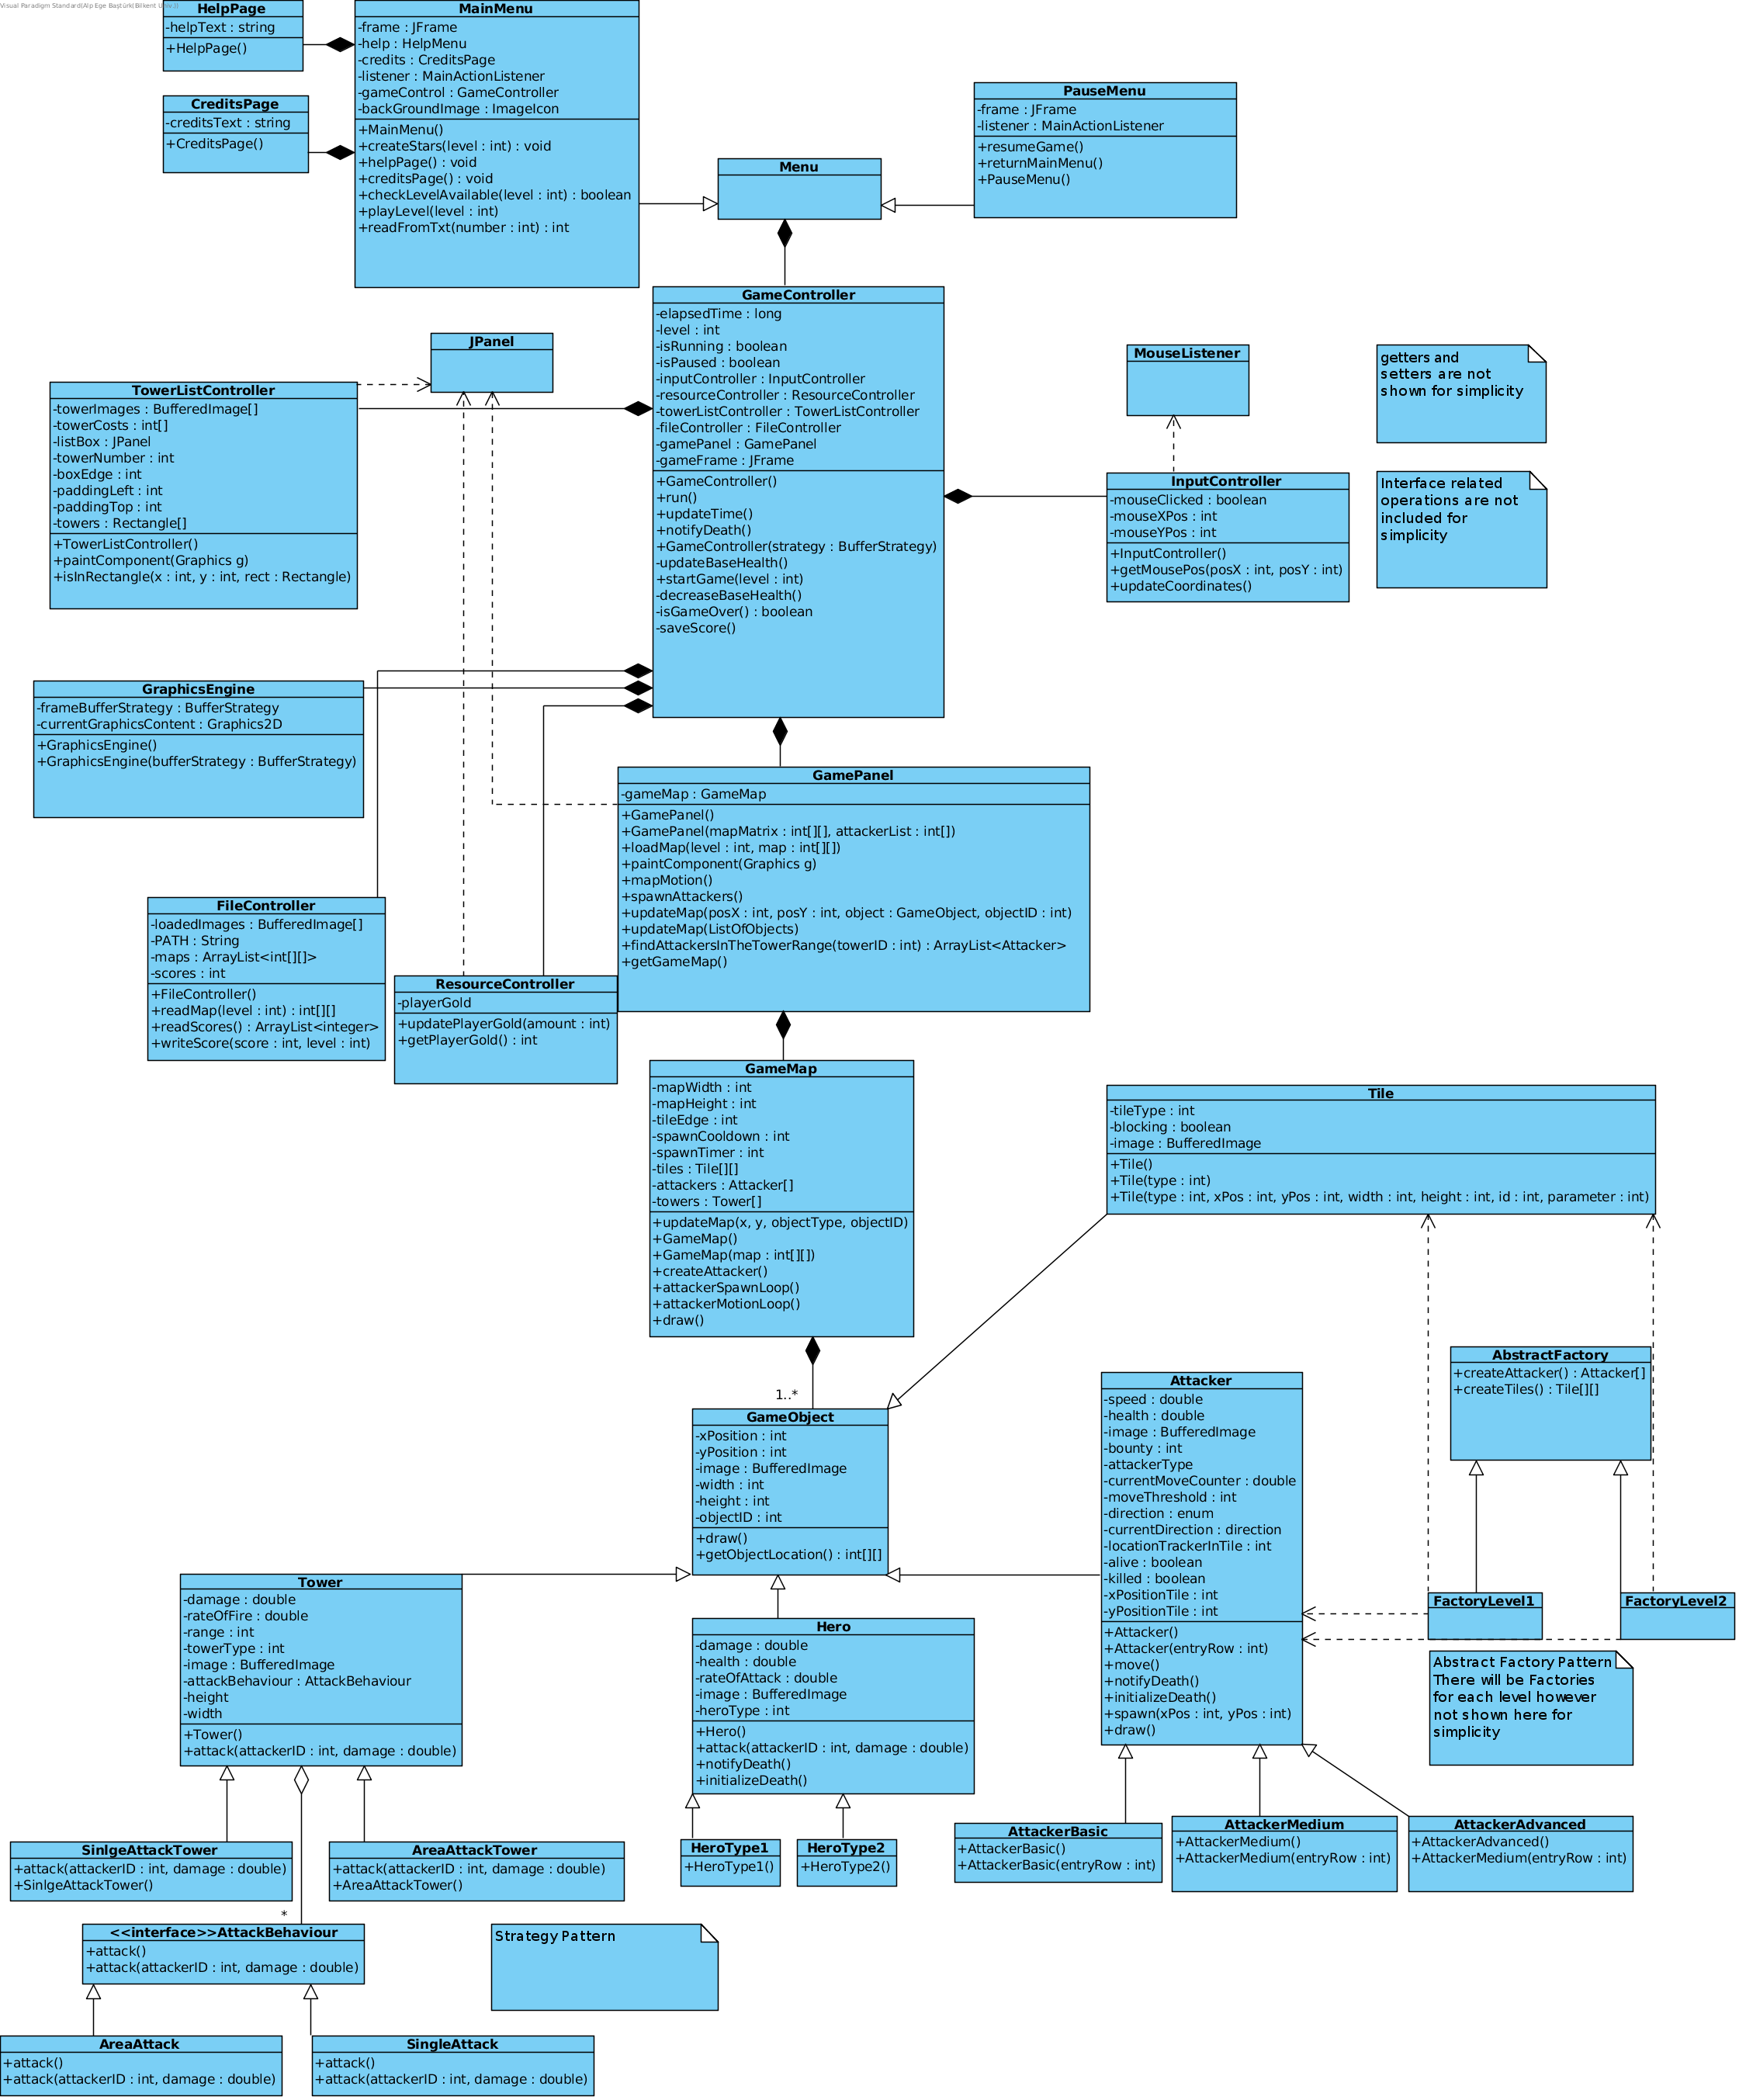 Visual Paradigm Standard(Alp Ege Baştürk(Bilkent Univ.))
HelpPage
-helpText : string
+HelpPage()
CreditsPage
-creditsText : string
+CreditsPage()
MainMenu
-frame : JFrame
-help : HelpMenu
-credits : CreditsPage
-listener : MainActionListener
-gameControl : GameController
-backGroundImage : ImageIcon
+MainMenu()
+createStars(level : int) : void
+helpPage() : void
+creditsPage() : void
+checkLevelAvailable(level : int) : boolean
+playLevel(level : int)
+readFromTxt(number : int) : int
Menu
PauseMenu
-frame : JFrame
-listener : MainActionListener
+resumeGame()
+returnMainMenu()
+PauseMenu()
JPanel
TowerListController
-towerImages : BufferedImage[]
-towerCosts : int[]
-listBox : JPanel
-towerNumber : int
-boxEdge : int
-paddingLeft : int
-paddingTop : int
-towers : Rectangle[]
+TowerListController()
+paintComponent(Graphics g)
+isInRectangle(x : int, y : int, rect : Rectangle)
GameController
-elapsedTime : long
-level : int
-isRunning : boolean
-isPaused : boolean
-inputController : InputController
-resourceController : ResourceController
-towerListController : TowerListController
-fileController : FileController
-gamePanel : GamePanel
-gameFrame : JFrame
+GameController()
+run()
+updateTime()
+notifyDeath()
+GameController(strategy : BufferStrategy)
-updateBaseHealth()
+startGame(level : int)
-decreaseBaseHealth()
-isGameOver() : boolean
-saveScore()
MouseListener
InputController
-mouseClicked : boolean
-mouseXPos : int
-mouseYPos : int
+InputController()
+getMousePos(posX : int, posY : int)
+updateCoordinates()
getters and
setters are not
shown for simplicity
Interface related
operations are not
included for
simplicity
GraphicsEngine
-frameBufferStrategy : BufferStrategy
-currentGraphicsContent : Graphics2D
+GraphicsEngine()
+GraphicsEngine(bufferStrategy : BufferStrategy)
GamePanel
-gameMap : GameMap
+GamePanel()
+GamePanel(mapMatrix : int[][], attackerList : int[])
+loadMap(level : int, map : int[][])
+paintComponent(Graphics g)
+mapMotion()
+spawnAttackers()
+updateMap(posX : int, posY : int, object : GameObject, objectID : int)
+updateMap(ListOfObjects)
+findAttackersInTheTowerRange(towerID : int) : ArrayList<Attacker>
+getGameMap()
FileController
-loadedImages : BufferedImage[]
-PATH : String
-maps : ArrayList<int[][]>
-scores : int
+FileController()
+readMap(level : int) : int[][]
+readScores() : ArrayList<integer>
+writeScore(score : int, level : int)
ResourceController
-playerGold
+updatePlayerGold(amount : int)
+getPlayerGold() : int
GameMap
-mapWidth : int
-mapHeight : int
-tileEdge : int
-spawnCooldown : int
-spawnTimer : int
-tiles : Tile[][]
-attackers : Attacker[]
-towers : Tower[]
+updateMap(x, y, objectType, objectID)
+GameMap()
+GameMap(map : int[][])
+createAttacker()
+attackerSpawnLoop()
+attackerMotionLoop()
+draw()
1..*
Tile
-tileType : int
-blocking : boolean
-image : BufferedImage
+Tile()
+Tile(type : int)
+Tile(type : int, xPos : int, yPos : int, width : int, height : int, id : int, parameter : int)
GameObject
-xPosition : int
-yPosition : int
-image : BufferedImage
-width : int
-height : int
-objectID : int
+draw()
+getObjectLocation() : int[][]
Attacker
-speed : double
-health : double
-image : BufferedImage
-bounty : int
-attackerType
-currentMoveCounter : double
-moveThreshold : int
-direction : enum
-currentDirection : direction
-locationTrackerInTile : int
-alive : boolean
-killed : boolean
-xPositionTile : int
-yPositionTile : int
+Attacker()
+Attacker(entryRow : int)
+move()
+notifyDeath()
+initializeDeath()
+spawn(xPos : int, yPos : int)
+draw()
AbstractFactory
+createAttacker() : Attacker[]
+createTiles() : Tile[][]
FactoryLevel1
FactoryLevel2
Abstract Factory Pattern
There will be Factories
for each level however
not shown here for
simplicity
Tower
-damage : double
-rateOfFire : double
-range : int
-towerType : int
-image : BufferedImage
-attackBehaviour : AttackBehaviour
-height
-width
+Tower()
+attack(attackerID : int, damage : double)
Hero
-damage : double
-health : double
-rateOfAttack : double
-image : BufferedImage
-heroType : int
+Hero()
+attack(attackerID : int, damage : double)
+notifyDeath()
+initializeDeath()
SinlgeAttackTower
+attack(attackerID : int, damage : double)
+SinlgeAttackTower()
AreaAttackTower
+attack(attackerID : int, damage : double)
+AreaAttackTower()
HeroType1
+HeroType1()
HeroType2
+HeroType2()
AttackerBasic
+AttackerBasic()
+AttackerBasic(entryRow : int)
AttackerMedium
+AttackerMedium()
+AttackerMedium(entryRow : int)
AttackerAdvanced
+AttackerAdvanced()
+AttackerMedium(entryRow : int)
*
<<interface>>AttackBehaviour
+attack()
+attack(attackerID : int, damage : double)
Strategy Pattern
AreaAttack
+attack()
+attack(attackerID : int, damage : double)
SingleAttack
+attack()
+attack(attackerID : int, damage : double)